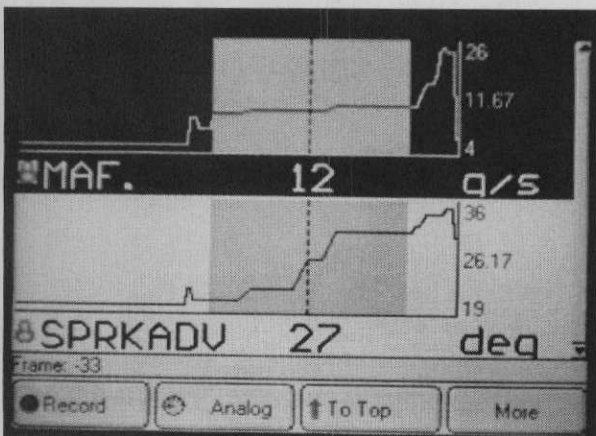 26
11.67
4
MAF. 12 g/s
36
26.17
19
SPRKADV 27 deg
Frame: -33
Record Analog To Top More